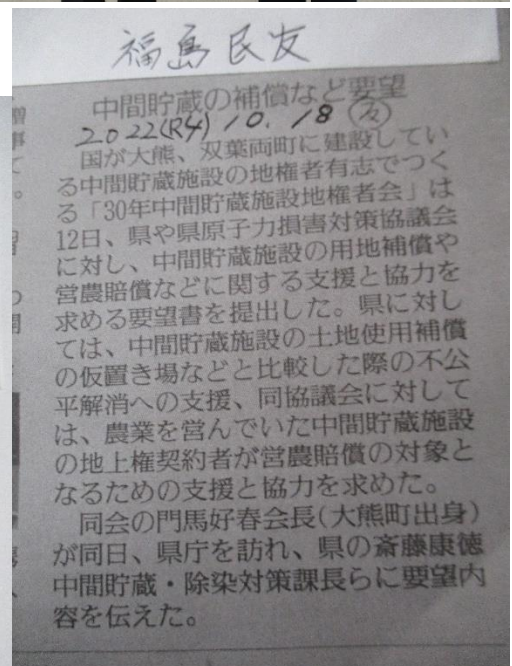 福島民友
中間貯蔵の補償など要望
2022(R4)10.18 友
国が大熊、双葉両町に建設してい
る中間貯蔵施設の地権者有志でつく
る「30年中間貯蔵施設地権者会」は
12日、県や県原子力損害対策協議会
に対し、中間貯蔵施設の用地補償や
営農賠償などに関する支援と協力を
求める要望書を提出した。県に対し
ては、中間貯蔵施設の土地使用補償
の仮置き場などと比較した際の不公
平解消への支援、同協議会に対して
は、農業を営んでいた中間貯蔵施設
の地上権契約者が営農賠償の対象と
なるための支援と協力を求めた。
同会の門馬好春会長(大熊町出身)
が同日、県庁を訪れ、県の斎藤康徳
中間貯蔵・除染対策課長らに要望内
容を伝えた。